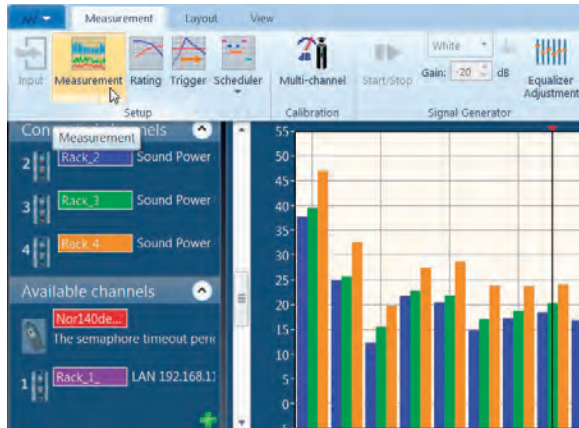 Measurement Layout View
Input Measurement Rating Trigger Scheduler Multi-channel Start/Stop White Gain: -20 dB Equalizer Adjustment
Setup Calibration Signal Generator
Measurement
channels
2 Rack_2 Sound Power
3 Rack_3 Sound Power
4 Rack_4 Sound Power
Available channels
Nor140de...
The semaphore timeout
1 Rack_1_ LAN 192.168.11
55
50
45
40
35
30
25
20
15
10
5
0
-5